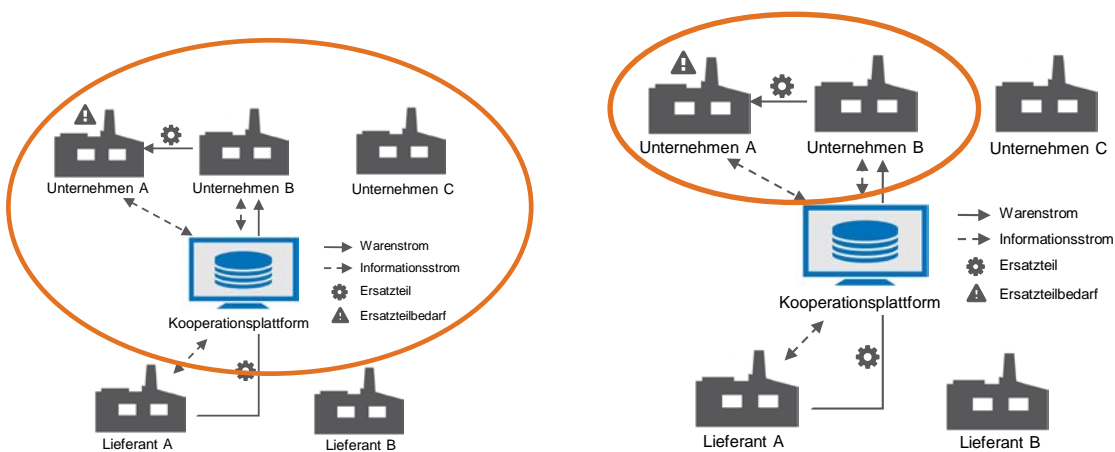 Unternehmen A
Unternehmen B
Unternehmen C
Warenstrom
Informationsstrom
Ersatzteil
Ersatzteilbedarf
Kooperationsplattform
Lieferant A
Lieferant B
Unternehmen A
Unternehmen B
Unternehmen C
Warenstrom
Informationsstrom
Ersatzteil
Ersatzteilbedarf
Kooperationsplattform
Lieferant A
Lieferant B